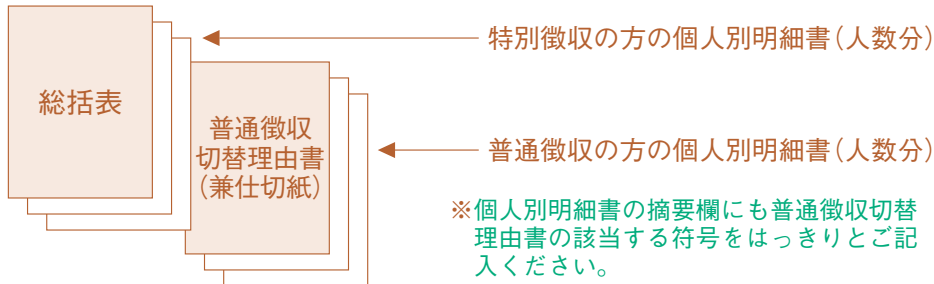 特別徴収の方の個人別明細書(人数分)
総括表
普通徴収
切替理由書
(兼仕切紙)
普通徴収の方の個人別明細書(人数分)
※個人別明細書の摘要欄にも普通徴収切替
理由書の該当する符号をはっきりとご記
入ください。